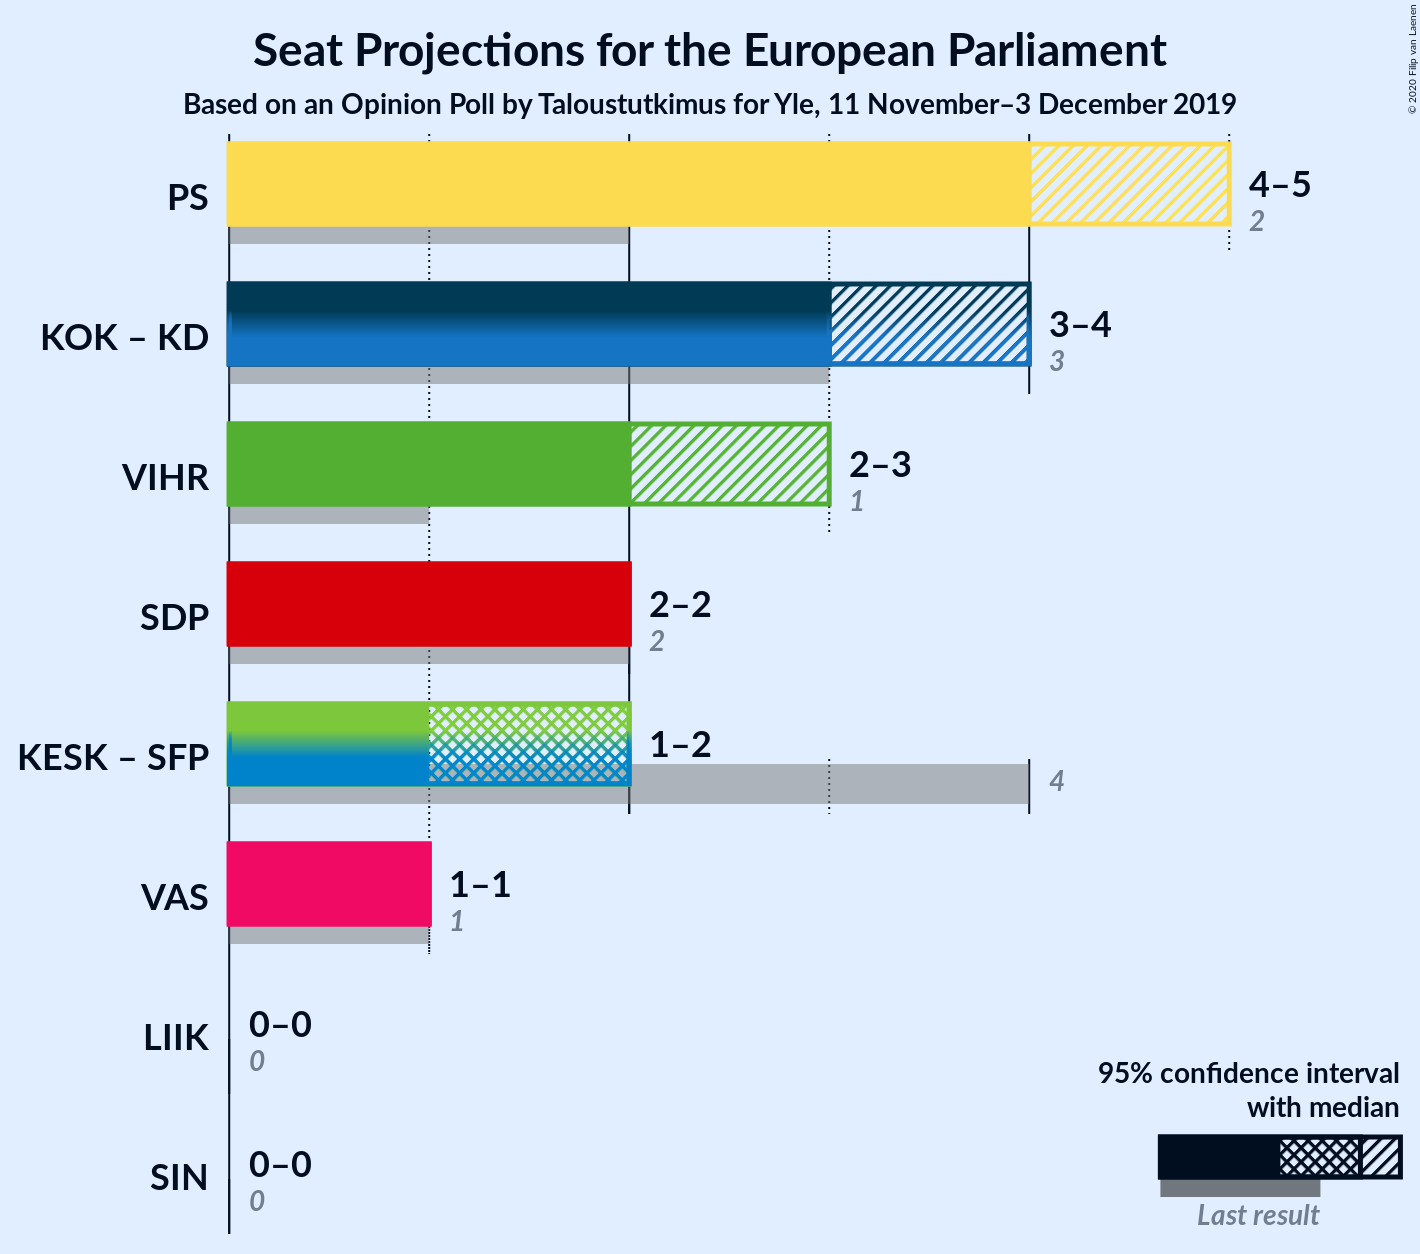 Seat Projections for the European Parliament
Based on an Opinion Poll by Taloustutkimus for Yle, 11 November–3 December 2019
© 2020 Filip van Laenen
PS
4–5
2
KOK – KD
3–4
3
VIHR
2–3
1
SDP
2–2
2
KESK – SFP
1–2
4
VAS
1–1
1
LIIK
0–0
0
SIN
0–0
0
95% confidence interval
with median
Last result